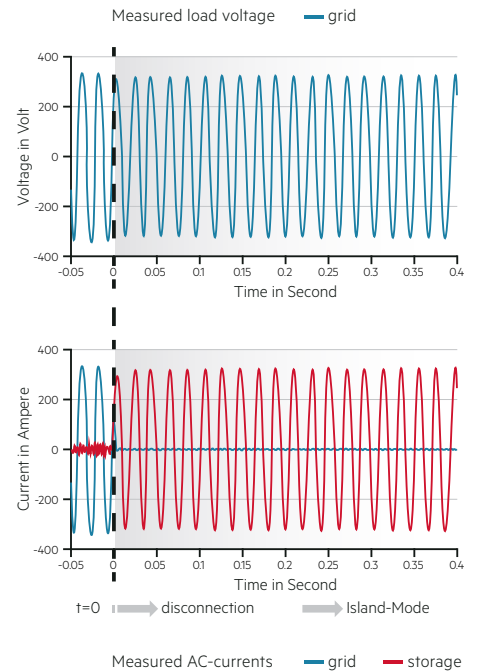 Measured load voltage grid
Voltage in Volt
400
200
0
-200
-400
-0.05 0 0.05 0.1 0.15 0.2 0.25 0.3 0.35 0.4
Time in Second
Current in Ampere
400
200
0
-200
-400
-0.05 0 0.05 0.1 0.15 0.2 0.25 0.3 0.35 0.4
Time in Second
t=0 disconnection Island-Mode
Measured AC-currents grid storage